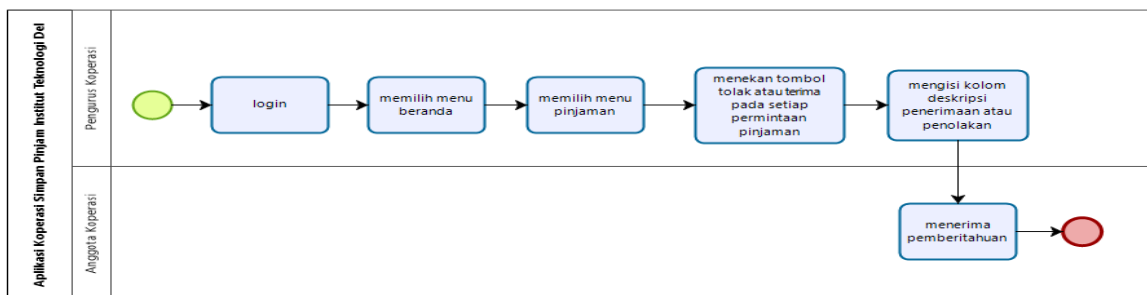 Aplikasi Koperasi Simpan Pinjam Institut Teknologi Del
Pengurus Koperasi
login
memilih menu
beranda
memilih menu
pinjaman
menekan tombol
tolak atau terima
pada setiap
permintaan
pinjaman
mengisi kolom
deskripsi
penerimaan atau
penolakan
Anggota Koperasi
menerima
pemberitahuan